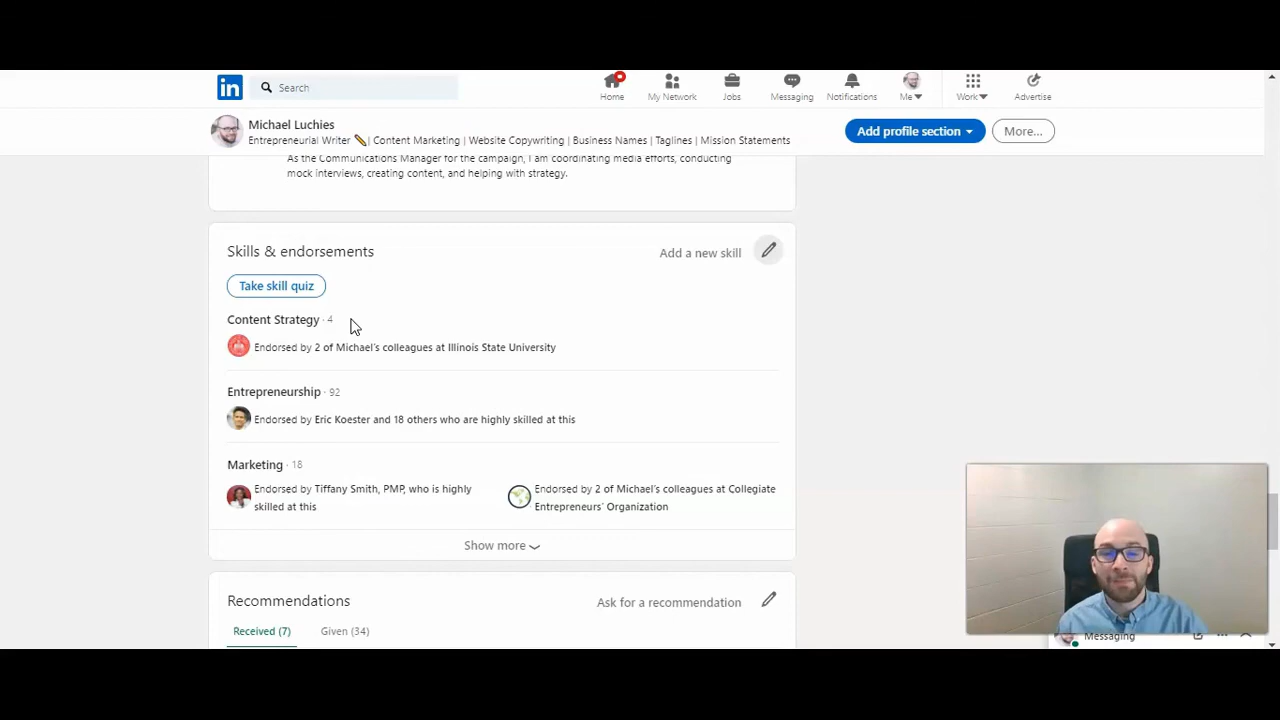 in
Search
Home
My Network
Jobs
Messaging
Notifications
Me
Work
Advertise
Michael Luchies
Entrepreneurial Writer ✏️| Content Marketing | Website Copywriting | Business Names | Taglines | Mission Statements
Add profile section
More...
As the Communications Manager for the campaign, I am coordinating media efforts, conducting
mock interviews, creating content, and helping with strategy.
Skills & endorsements
Add a new skill
Take skill quiz
Content Strategy · 4
Endorsed by 2 of Michael's colleagues at Illinois State University
Entrepreneurship · 92
Endorsed by Eric Koester and 18 others who are highly skilled at this
Marketing · 18
Endorsed by Tiffany Smith, PMP, who is highly
skilled at this
Endorsed by 2 of Michael's colleagues at Collegiate
Entrepreneurs' Organization
Show more
Recommendations
Ask for a recommendation
Received (7)
Given (34)
Messaging